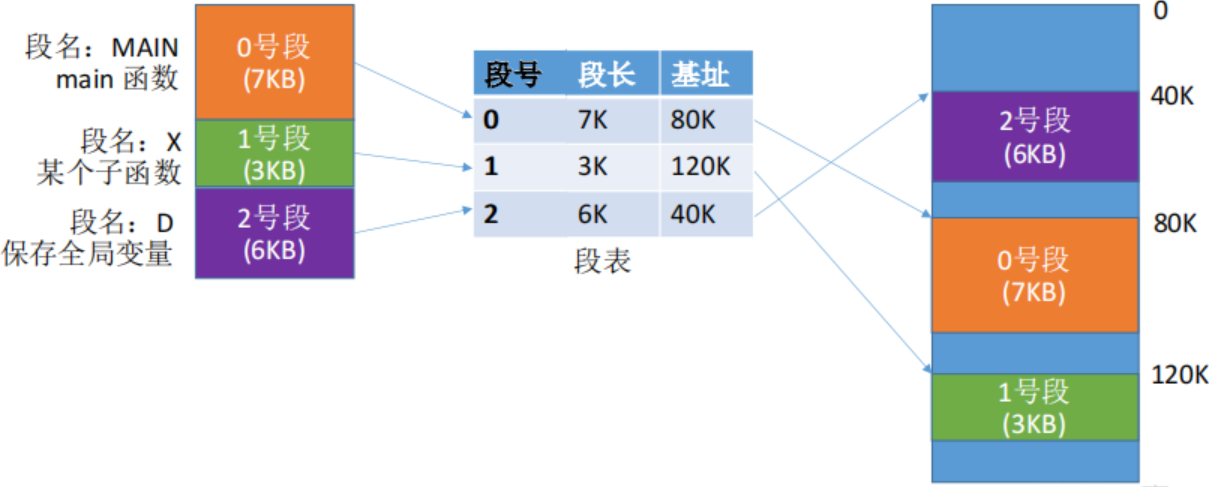 段名：MAIN
main 函数
0号段
(7KB)
段名：X
某个子函数
1号段
(3KB)
段名：D
保存全局变量
2号段
(6KB)
段号 段长 基址
0 7K 80K
1 3K 120K
2 6K 40K
段表
0
40K
2号段
(6KB)
80K
0号段
(7KB)
120K
1号段
(3KB)